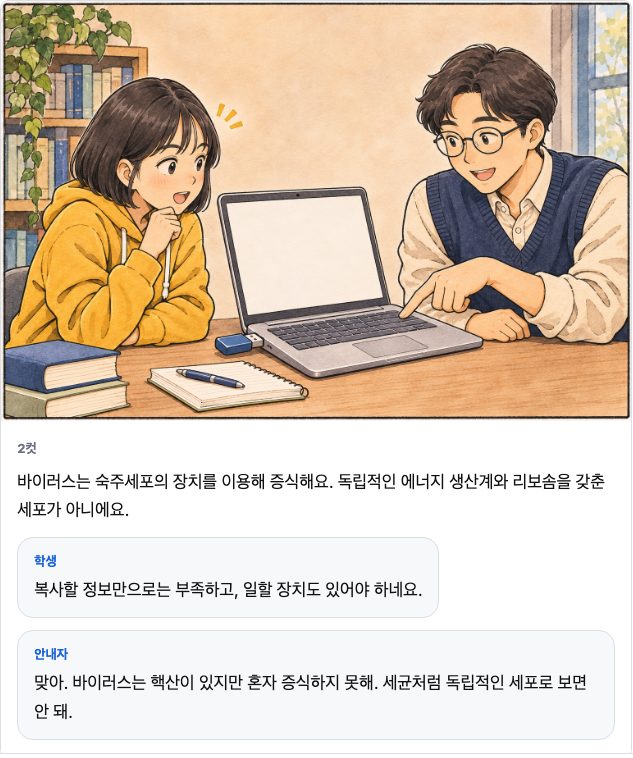 2컷
바이러스는 숙주세포의 장치를 이용해 증식해요. 독립적인 에너지 생산계와 리보솜을 갖춘
세포가 아니에요.
학생
복사할 정보만으로는 부족하고, 일할 장치도 있어야 하네요.
안내자
맞아. 바이러스는 핵산이 있지만 혼자 증식하지 못해. 세균처럼 독립적인 세포로 보면
안 돼.